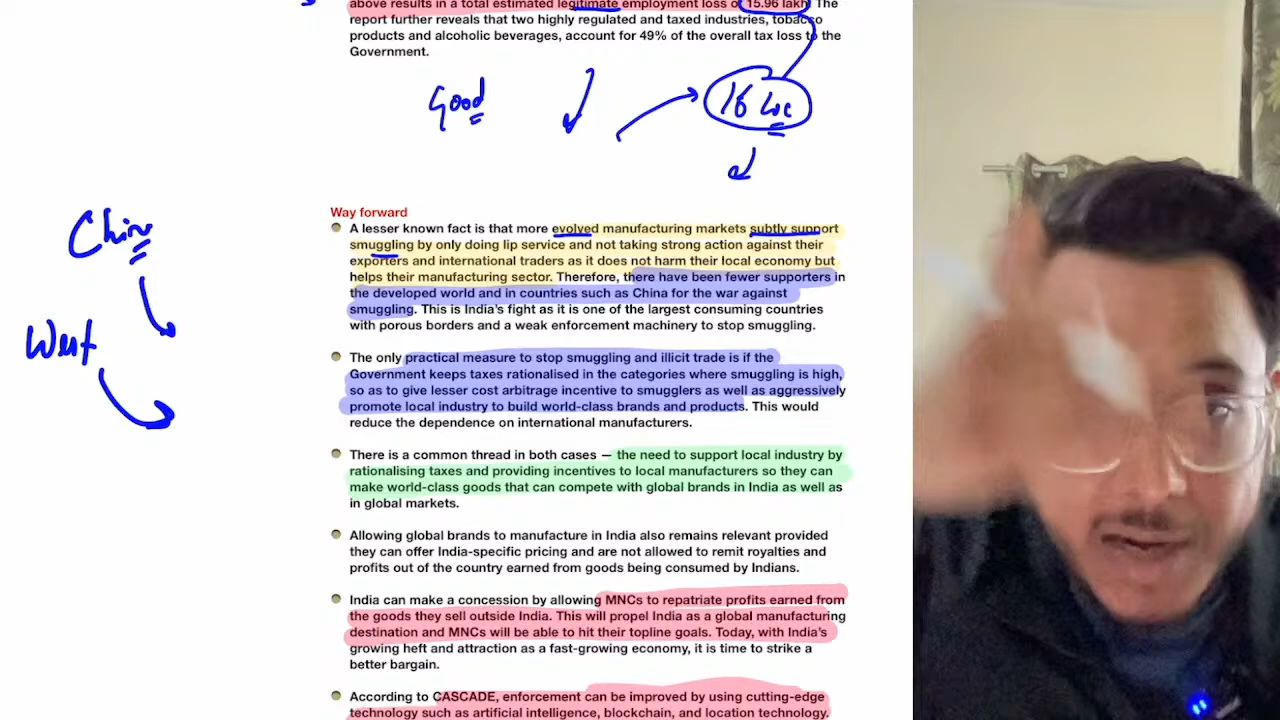 above results in a total estimated legitimate employment loss of 15.96 lakh. The
report further reveals that two highly regulated and taxed industries, tobacco
products and alcoholic beverages, account for 49% of the overall tax loss to the
Government.
Good
16 Lac
China
West
Way forward
A lesser known fact is that more evolved manufacturing markets subtly support
smuggling by only doing lip service and not taking strong action against their
exporters and international traders as it does not harm their local economy but
helps their manufacturing sector. Therefore, there have been fewer supporters in
the developed world and in countries such as China for the war against
smuggling. This is India's fight as it is one of the largest consuming countries
with porous borders and a weak enforcement machinery to stop smuggling.
The only practical measure to stop smuggling and illicit trade is if the
Government keeps taxes rationalised in the categories where smuggling is high,
so as to give lesser cost arbitrage incentive to smugglers as well as aggressively
promote local industry to build world-class brands and products. This would
reduce the dependence on international manufacturers.
There is a common thread in both cases — the need to support local industry by
rationalising taxes and providing incentives to local manufacturers so they can
make world-class goods that can compete with global brands in India as well as
in global markets.
Allowing global brands to manufacture in India also remains relevant provided
they can offer India-specific pricing and are not allowed to remit royalties and
profits out of the country earned from goods being consumed by Indians.
India can make a concession by allowing MNCs to repatriate profits earned from
the goods they sell outside India. This will propel India as a global manufacturing
destination and MNCs will be able to hit their topline goals. Today, with India's
growing heft and attraction as a fast-growing economy, it is time to strike a
better bargain.
According to CASCADE, enforcement can be improved by using cutting-edge
technology such as artificial intelligence, blockchain, and location technology.